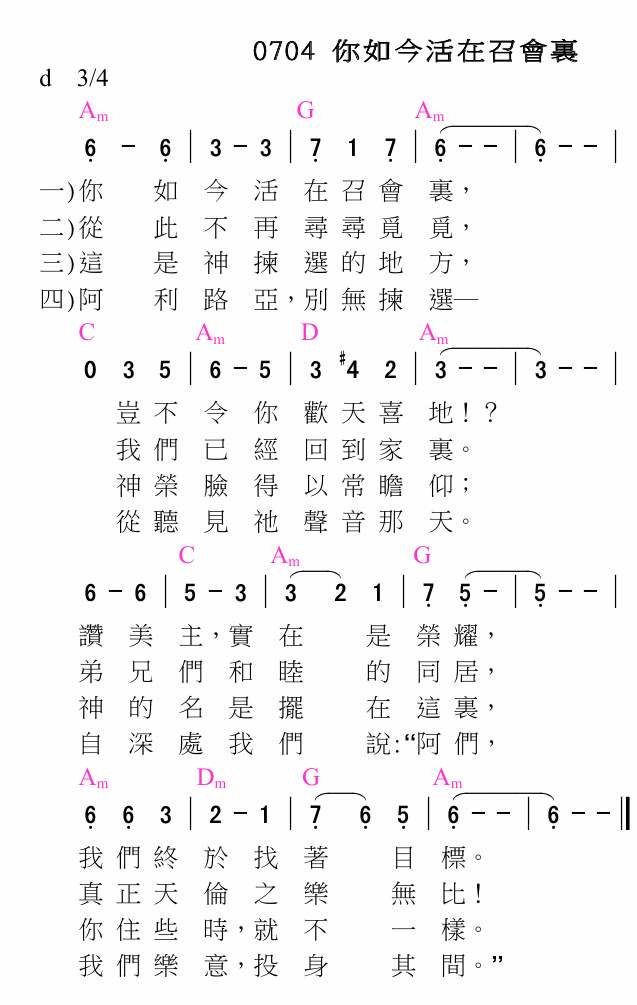 0704 你如今活在召會裏
d 3/4
Am G Am
6 - 6 | 3 - 3 | 7 1 7 | 6 - - | 6 - - |
一)你 如 今 活 在 召 會 裏，
二)從 此 不 再 尋 尋 覓 覓，
三)這 是 神 揀 選 的 地 方，
四)阿 利 路 亞，別 無 揀 選—
C Am D Am
0 3 5 | 6 - 5 | 3 #4 2 | 3 - - | 3 - - |
豈 不 令 你 歡 天 喜 地！？
我 們 已 經 回 到 家 裏。
神 榮 臉 得 以 常 瞻 仰；
從 聽 見 祂 聲 音 那 天。
C Am G
6 - 6 | 5 - 3 | 3 2 1 | 7 5 - | 5 - - |
讚 美 主，實 在 是 榮 耀，
弟 兄 們 和 睦 的 同 居，
神 的 名 是 擺 在 這 裏，
自 深 處 我 們 說：“阿 們，
Am Dm G Am
6 6 3 | 2 - 1 | 7 6 5 | 6 - - | 6 - - ‖
我 們 終 於 找 著 目 標。
真 正 天 倫 之 樂 無 比！
你 住 些 時，就 不 一 樣。
我 們 樂 意，投 身 其 間。”